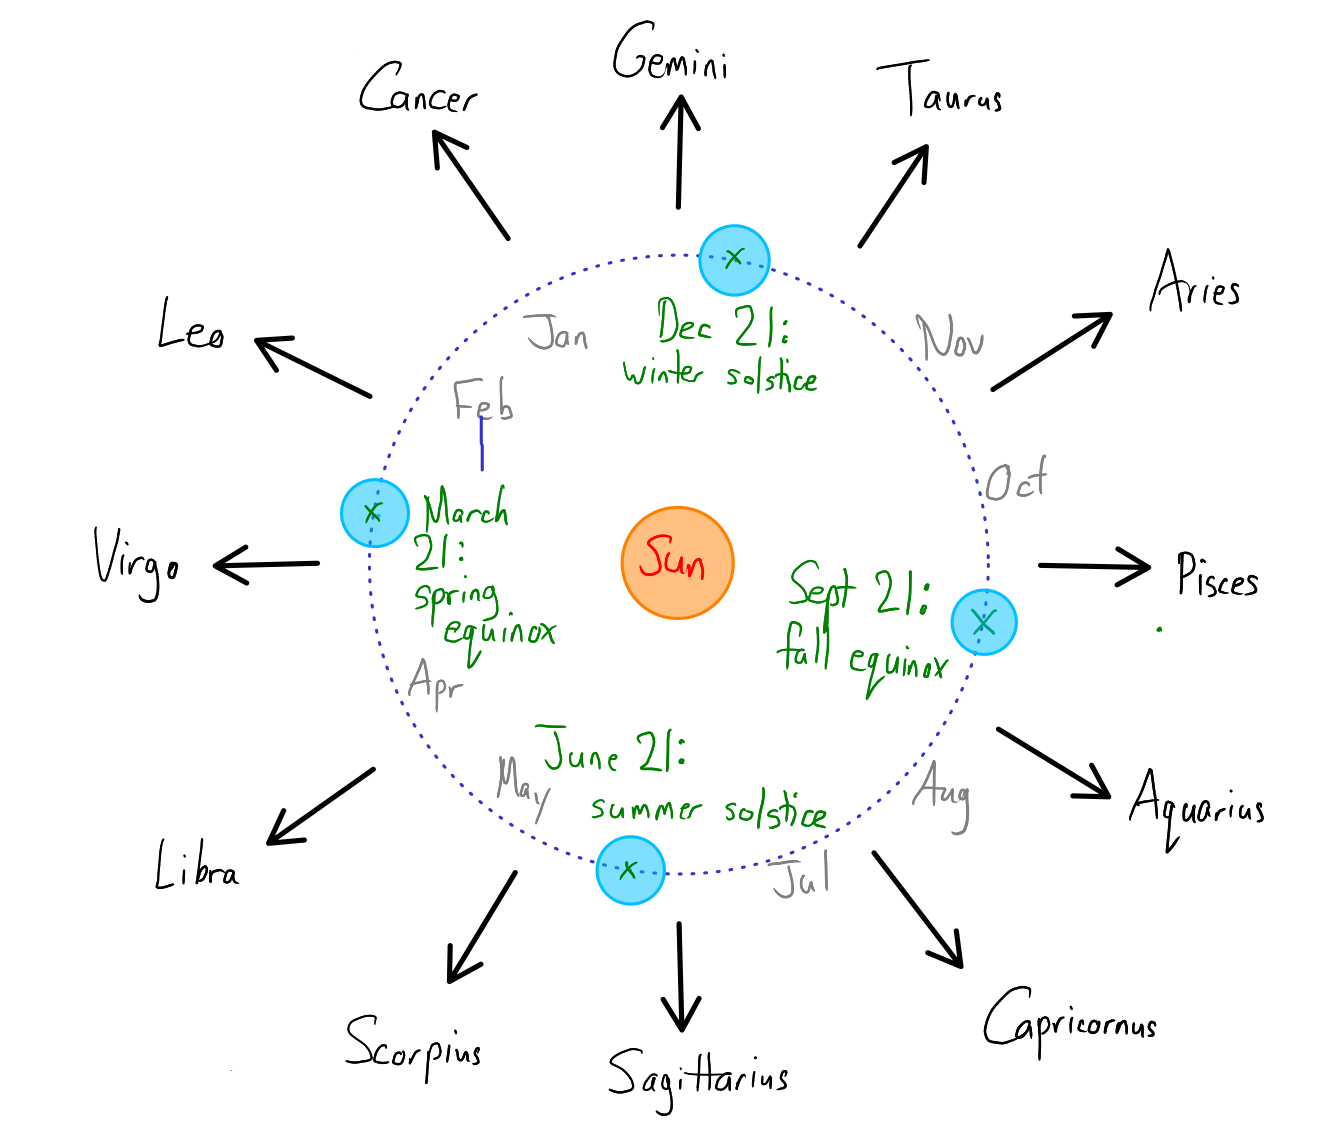 Gemini
Cancer
Taurus
Aries
Leo
Jan
Dec 21:
winter solstice
Nov
Feb
Oct
March
21:
spring
equinox
Virgo
Sun
Pisces
Sept 21:
fall equinox
Apr
June 21:
summer solstice
May
Aug
Jul
Aquarius
Libra
Capricornus
Scorpius
Sagittarius